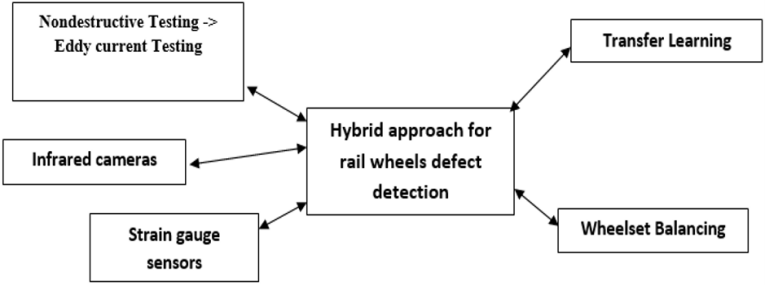 Nondestructive Testing ->
Eddy current Testing
Transfer Learning
Hybrid approach for
rail wheels defect
detection
Infrared cameras
Strain gauge
sensors
Wheelset Balancing